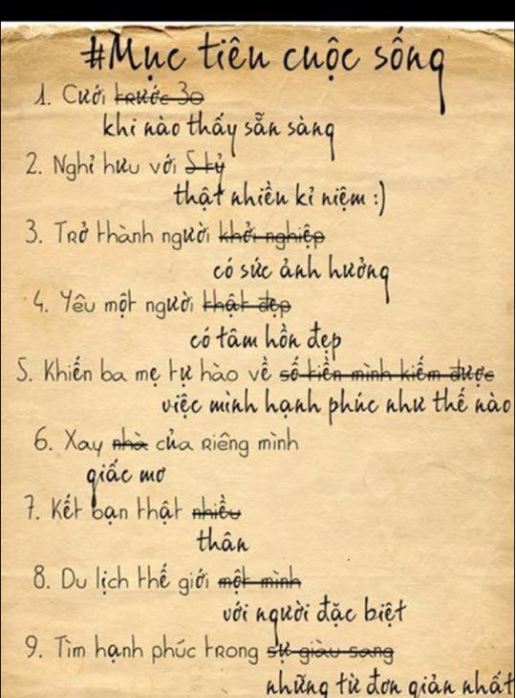 #Mục tiêu cuộc sống
1. Cưới trước 30
khi nào thấy sẵn sàng
2. Nghỉ hưu với 5 tỷ
thật nhiều kỉ niệm :)
3. Trở thành người khởi nghiệp
có sức ảnh hưởng
4. Yêu một người thật đẹp
có tâm hồn đẹp
5. Khiến ba mẹ tự hào về số tiền mình kiếm được
việc mình hạnh phúc như thế nào
6. Xây nhà của riêng mình
giấc mơ
7. Kết bạn thật nhiều
thân
8. Du lịch thế giới một mình
với người đặc biệt
9. Tìm hạnh phúc trong sự giàu sang
những từ đơn giản nhất